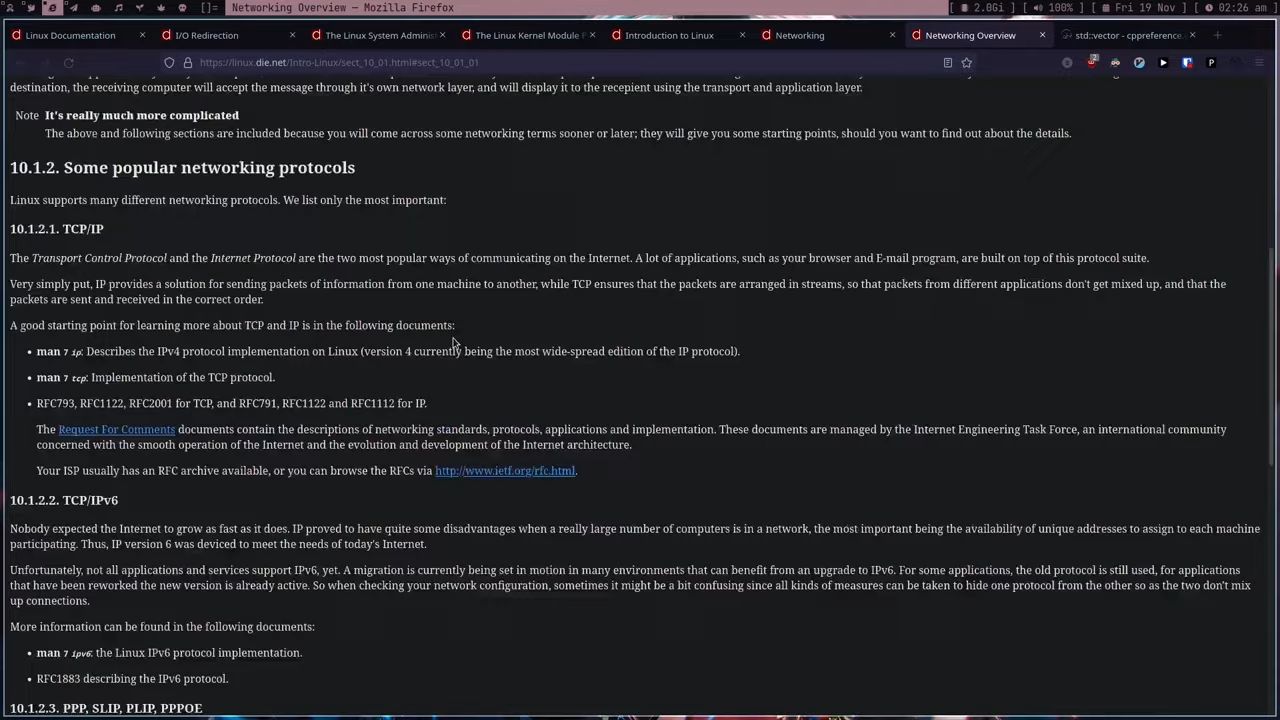 []= Networking Overview — Mozilla Firefox 2.0Gi 100% Fri 19 Nov 02:26 am
Linux Documentation I/O Redirection The Linux System Adminis The Linux Kernel Module P Introduction to Linux Networking Networking Overview std::vector - cppreference.
https://linux.die.net/Intro-Linux/sect_10_01.html#sect_10_01_01 2 P
destination, the receiving computer will accept the message through it's own network layer, and will display it to the recepient using the transport and application layer.
Note It's really much more complicated
The above and following sections are included because you will come across some networking terms sooner or later; they will give you some starting points, should you want to find out about the details.
10.1.2. Some popular networking protocols
Linux supports many different networking protocols. We list only the most important:
10.1.2.1. TCP/IP
The Transport Control Protocol and the Internet Protocol are the two most popular ways of communicating on the Internet. A lot of applications, such as your browser and E-mail program, are built on top of this protocol suite.
Very simply put, IP provides a solution for sending packets of information from one machine to another, while TCP ensures that the packets are arranged in streams, so that packets from different applications don't get mixed up, and that the
packets are sent and received in the correct order.
A good starting point for learning more about TCP and IP is in the following documents:
• man 7 ip: Describes the IPv4 protocol implementation on Linux (version 4 currently being the most wide-spread edition of the IP protocol).
• man 7 tcp: Implementation of the TCP protocol.
• RFC793, RFC1122, RFC2001 for TCP, and RFC791, RFC1122 and RFC1112 for IP.
The Request For Comments documents contain the descriptions of networking standards, protocols, applications and implementation. These documents are managed by the Internet Engineering Task Force, an international community
concerned with the smooth operation of the Internet and the evolution and development of the Internet architecture.
Your ISP usually has an RFC archive available, or you can browse the RFCs via http://www.ietf.org/rfc.html.
10.1.2.2. TCP/IPv6
Nobody expected the Internet to grow as fast as it does. IP proved to have quite some disadvantages when a really large number of computers is in a network, the most important being the availability of unique addresses to assign to each machine
participating. Thus, IP version 6 was deviced to meet the needs of today's Internet.
Unfortunately, not all applications and services support IPv6, yet. A migration is currently being set in motion in many environments that can benefit from an upgrade to IPv6. For some applications, the old protocol is still used, for applications
that have been reworked the new version is already active. So when checking your network configuration, sometimes it might be a bit confusing since all kinds of measures can be taken to hide one protocol from the other so as the two don't mix
up connections.
More information can be found in the following documents:
• man 7 ipv6: the Linux IPv6 protocol implementation.
• RFC1883 describing the IPv6 protocol.
10.1.2.3. PPP, SLIP, PLIP, PPPOE